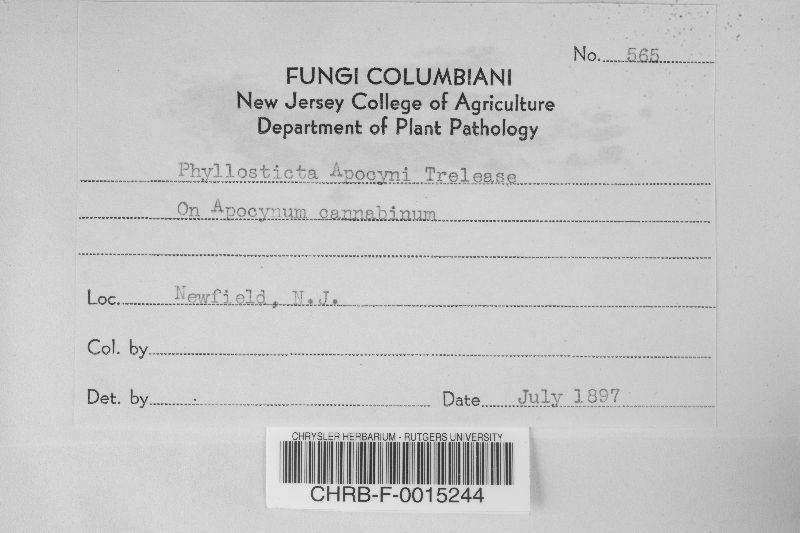 No. 565
FUNGI COLUMBIANI
New Jersey College of Agriculture
Department of Plant Pathology
Phyllosticta Apocyni Trelease
On Apocynum cannabinum
Loc. Newfield, N.J.
Col. by
Det. by Date July 1897
CHRYSLER HERBARIUM - RUTGERS UNIVERSITY
CHRB-F-0015244